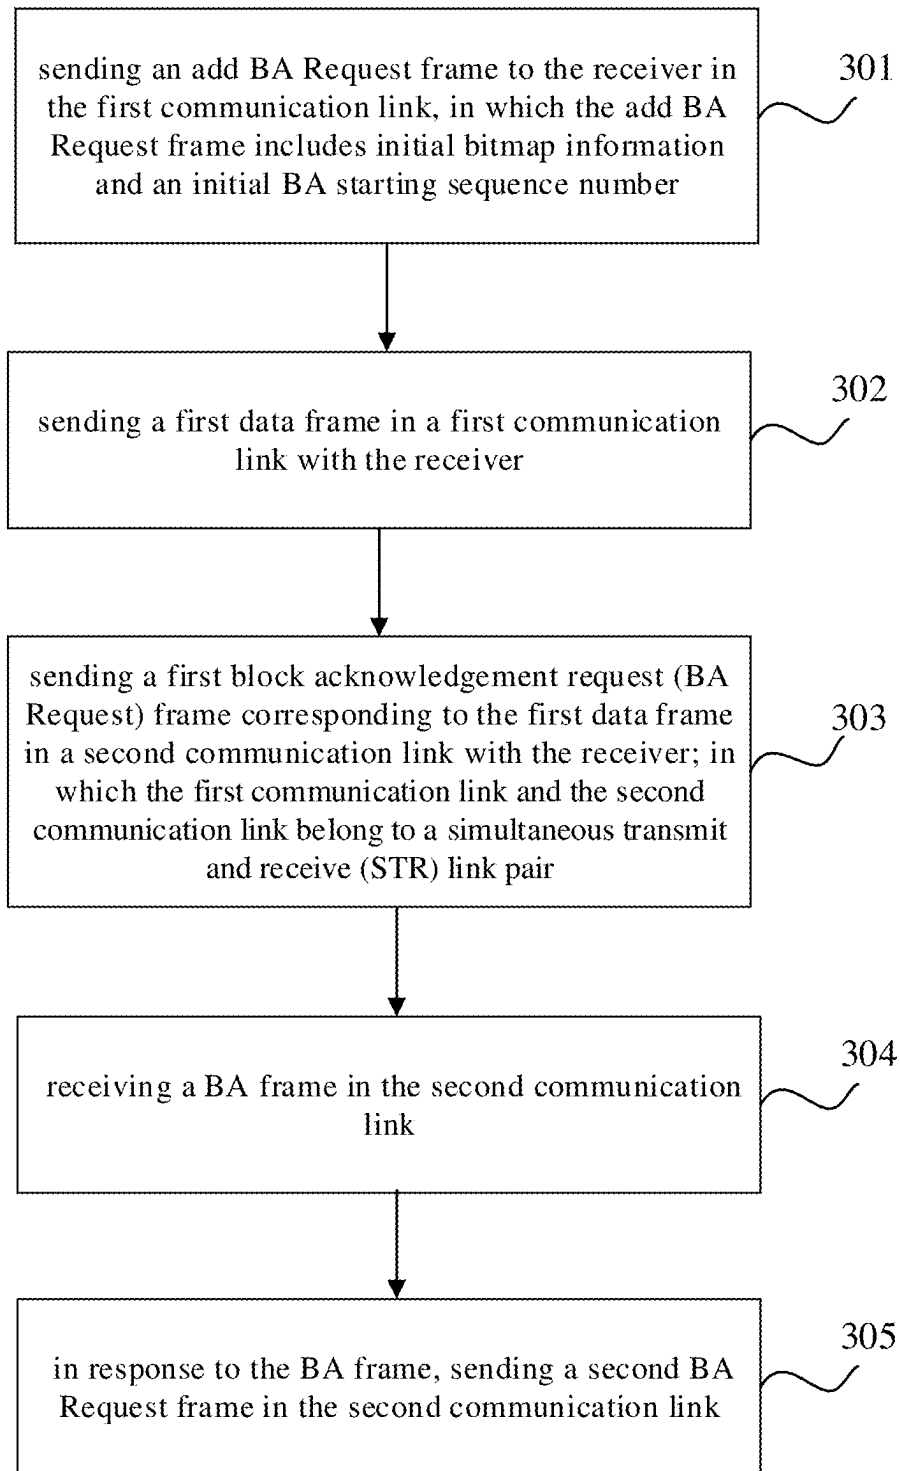 sending an add BA Request frame to the receiver in
the first communication link, in which the add BA
Request frame includes initial bitmap information
and an initial BA starting sequence number
301
sending a first data frame in a first communication
link with the receiver
302
sending a first block acknowledgement request (BA
Request) frame corresponding to the first data frame
in a second communication link with the receiver; in
which the first communication link and the second
communication link belong to a simultaneous transmit
and receive (STR) link pair
303
receiving a BA frame in the second communication
link
304
in response to the BA frame, sending a second BA
Request frame in the second communication link
305